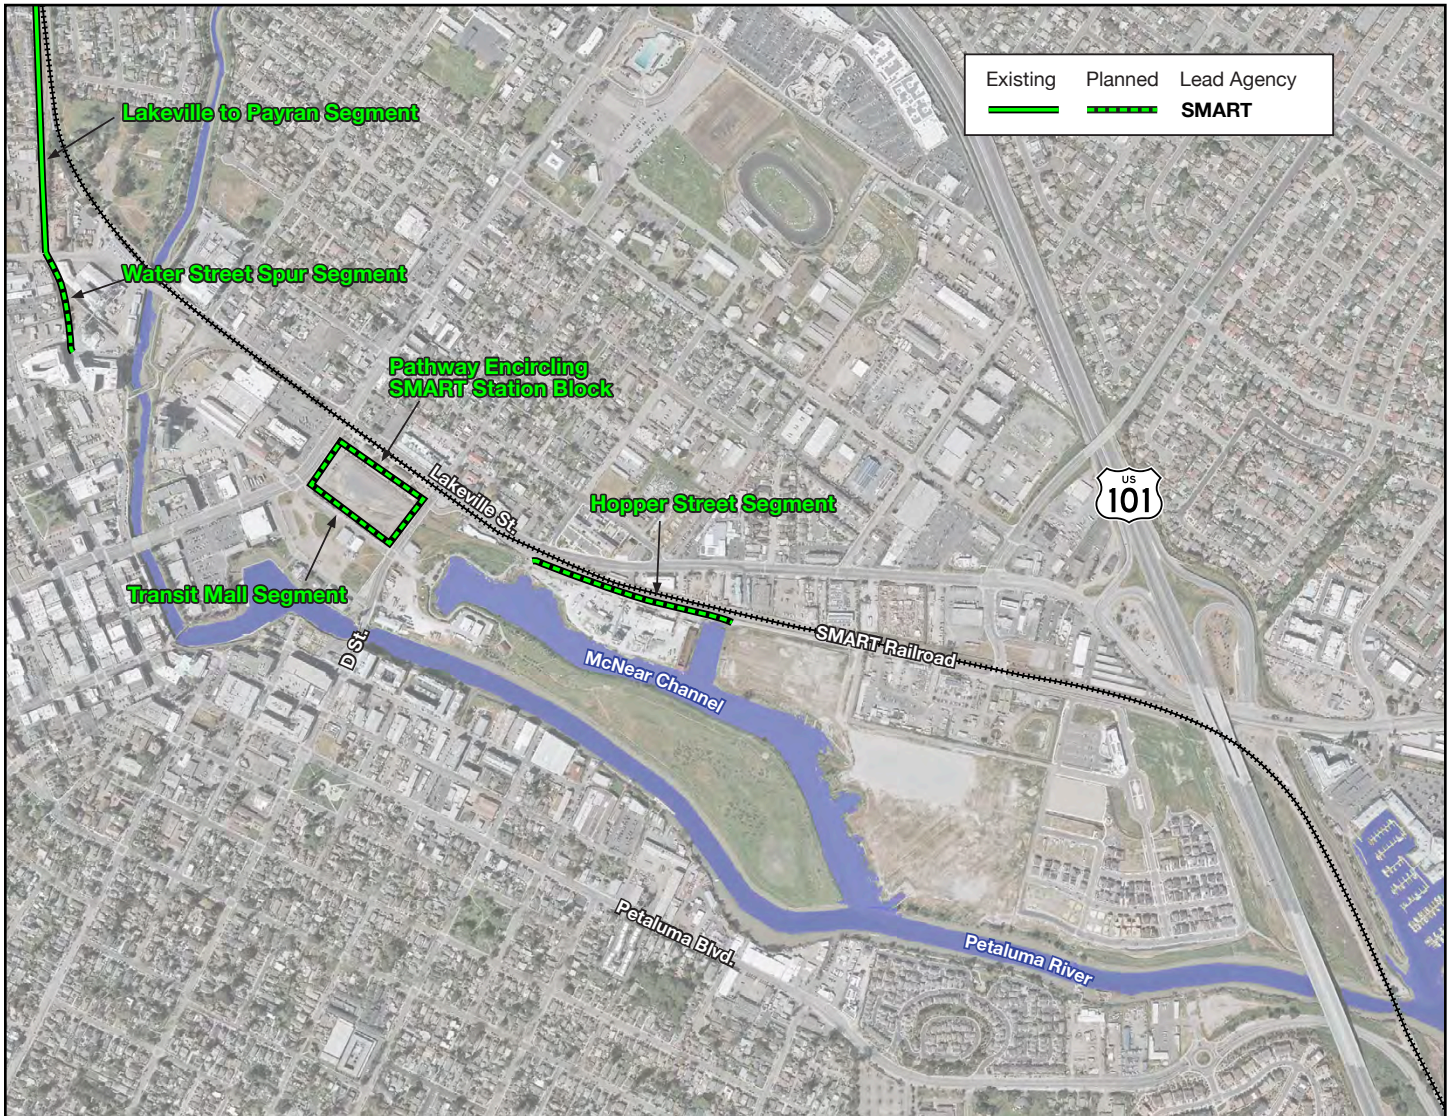 Existing Planned Lead Agency
SMART
Lakeville to Payran Segment
Water Street Spur Segment
Pathway Encircling
SMART Station Block
Lakeville St.
Hopper Street Segment
US
101
Transit Mall Segment
D St.
SMART Railroad
McNear Channel
Petaluma Blvd.
Petaluma River